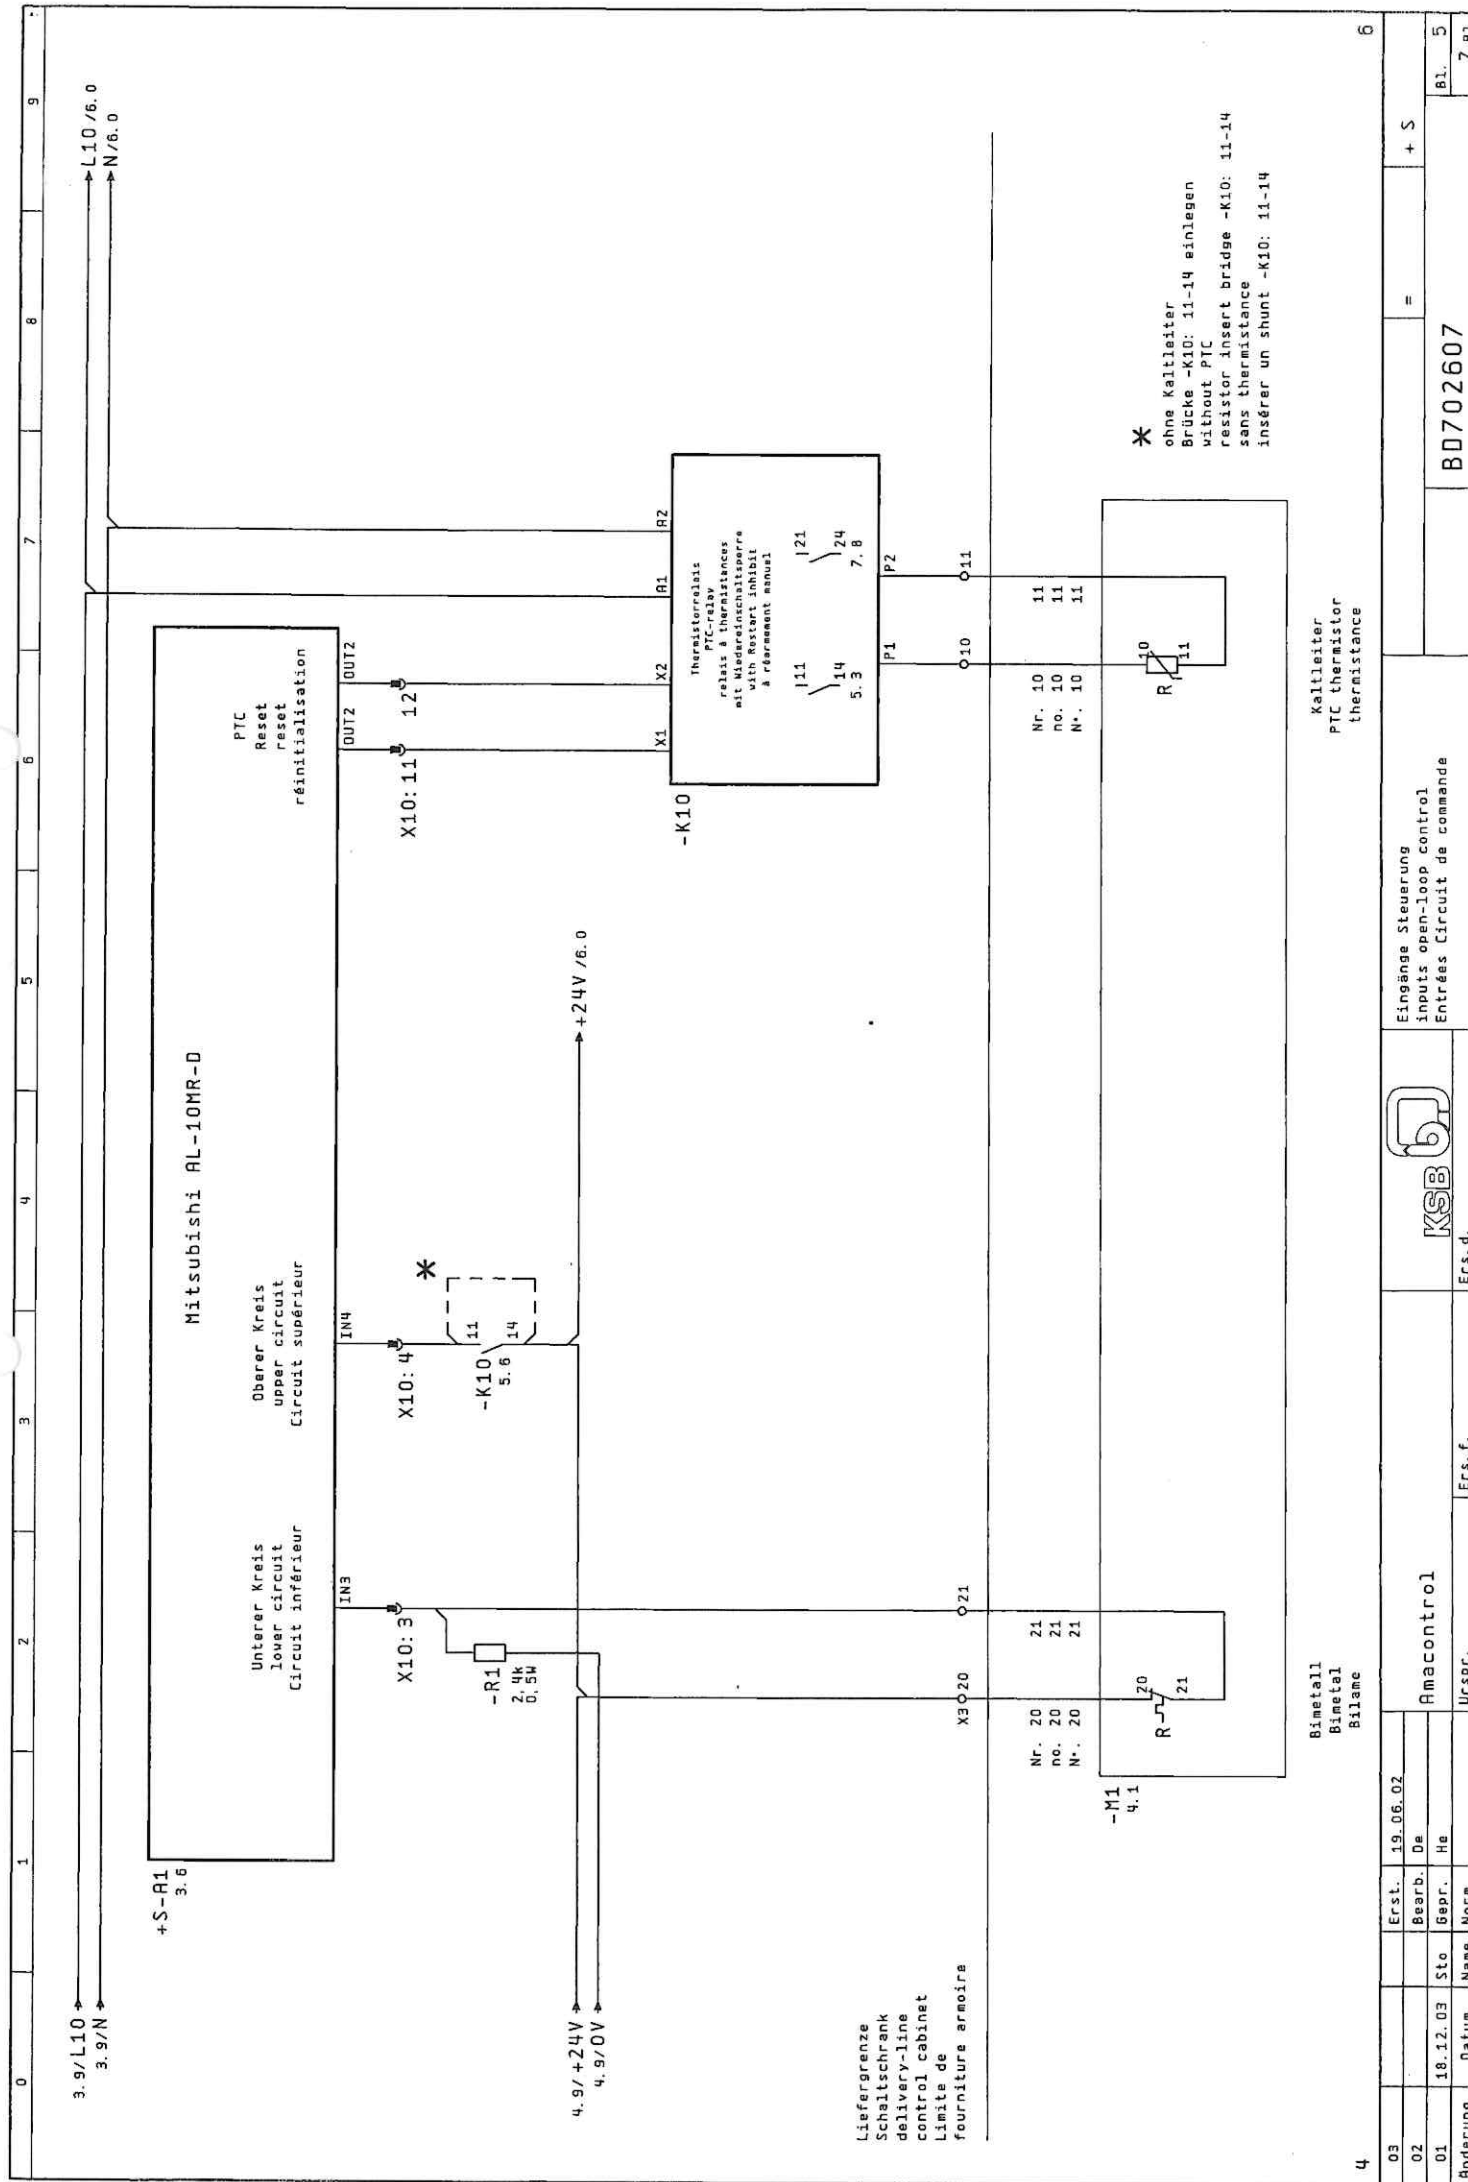 0 1 2 3 4 5 6 7 8 9
3.9/L10
3.9/N
L10/6.0
N/6.0
+S-A1
3.6
Mitsubishi AL-10MR-D
Unterer Kreis
lower circuit
Circuit inférieur
Oberer Kreis
upper circuit
Circuit supérieur
PTC
Reset
reset
réinitialisation
IN3
IN4
OUT2
OUT2
X10:3
X10:4
X10:11
12
-R1
2,4k
0,5W
-K10
5.6
11
14
*
4.9/+24V
4.9/0V
+24V/6.0
-K10
X1
X2
A1
A2
Thermistorrelais
PTC-relay
relais à thermistances
mit Wiedereinschaltsperre
with Restart inhibit
à réarmement manuel
11
14
5.3
21
24
7.8
P1
P2
Liefergrenze
Schaltschrank
delivery-line
control cabinet
Limite de
fourniture armoire
X3 20
21
10
11
Nr. 20 21
no. 20 21
N•. 20 21
Nr. 10 11
no. 10 11
N•. 10 11
-M1
4.1
R
20
21
R
10
11
Bimetall
Bimetal
Bilame
Kaltleiter
PTC thermistor
thermistance
*
ohne Kaltleiter
Brücke -K10: 11-14 einlegen
without PTC
resistor insert bridge -K10: 11-14
sans thermistance
insérer un shunt -K10: 11-14
4
6
03
02
01 18.12.03 Sto
Änderung Datum Name Norm
Erst. 19.06.02
Bearb. De
Gepr. He
Amacontrol
Urspr.
Ers.f.
Ers.d.
KSB b
Eingänge Steuerung
inputs open-loop control
Entrées Circuit de commande
=
+ S
BD702607
Bl. 5
7 Bl